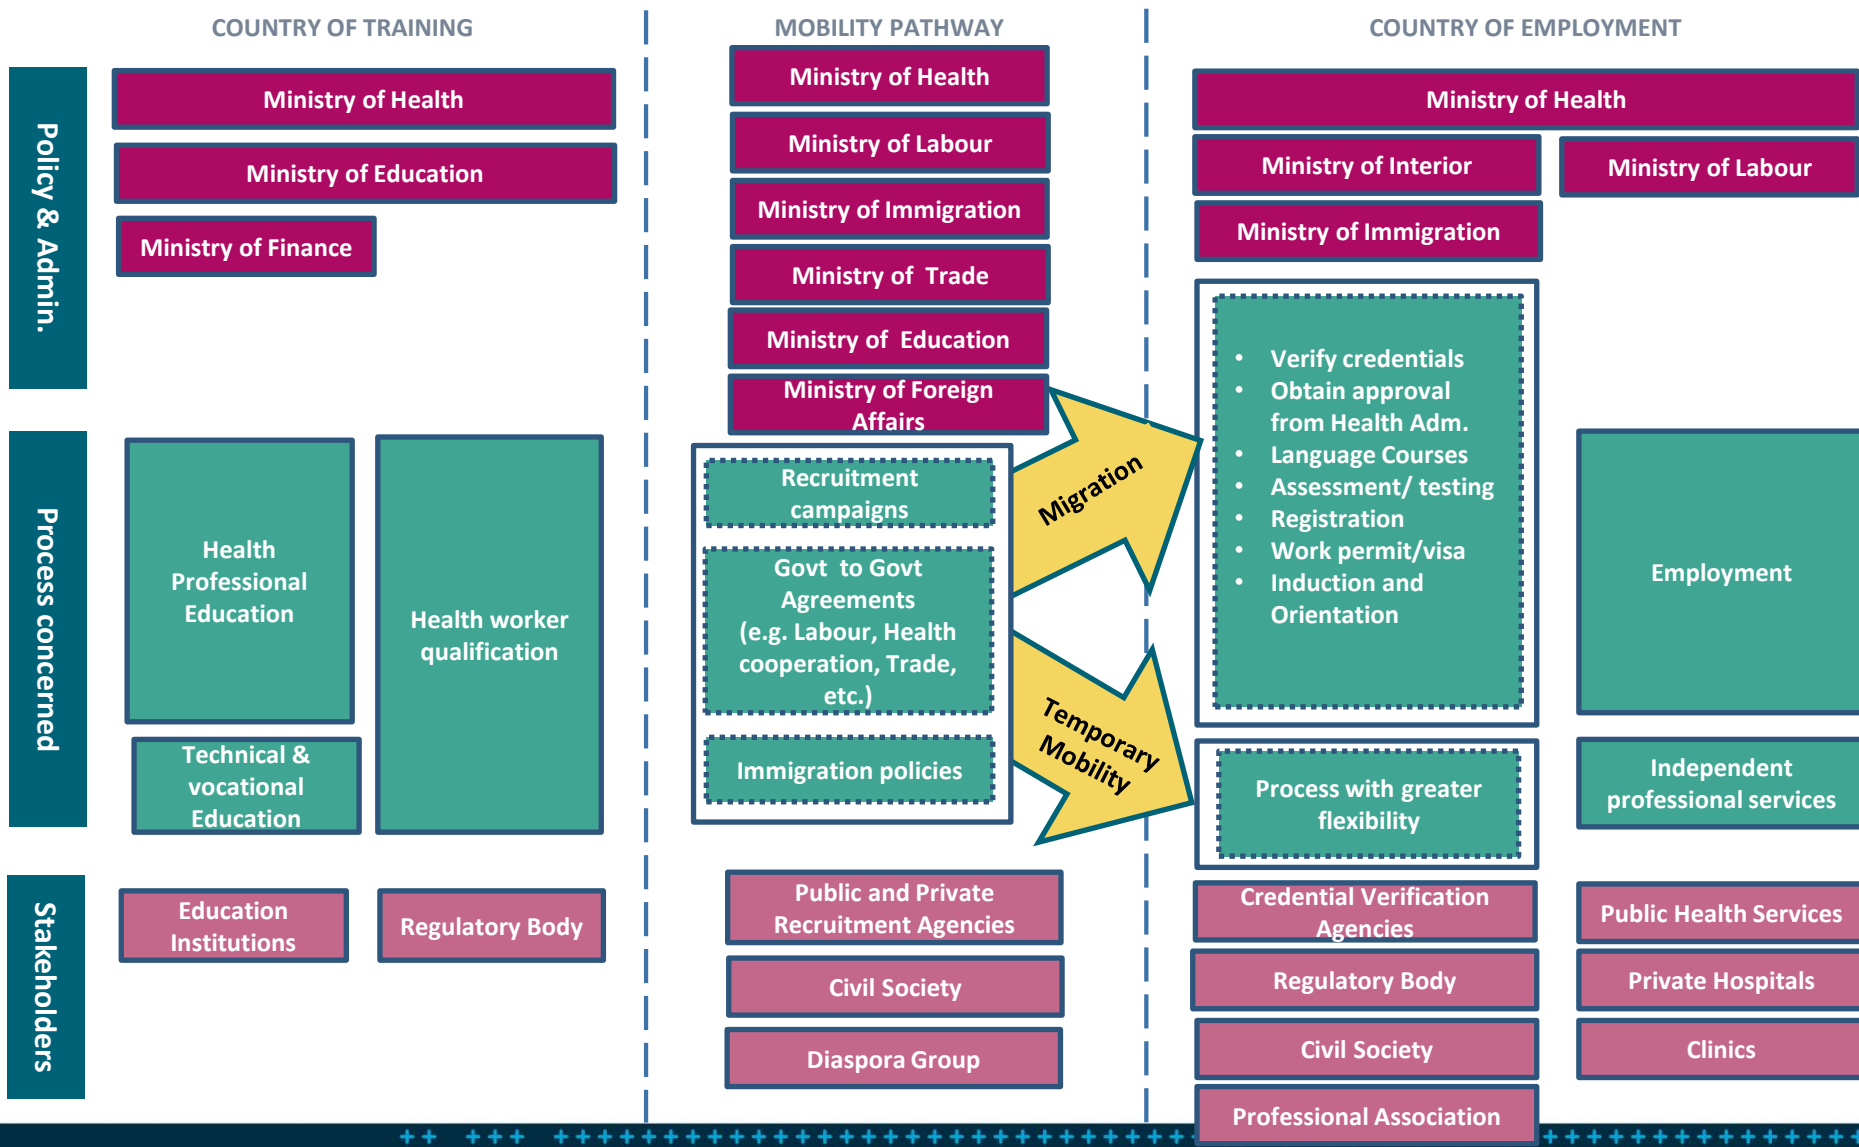 COUNTRY OF TRAINING
MOBILITY PATHWAY
COUNTRY OF EMPLOYMENT
Policy & Admin.
Ministry of Health
Ministry of Education
Ministry of Finance
Ministry of Health
Ministry of Labour
Ministry of Immigration
Ministry of Trade
Ministry of Education
Ministry of Foreign
Affairs
Ministry of Health
Ministry of Interior
Ministry of Labour
Ministry of Immigration
Process concerned
Health
Professional
Education
Technical &
vocational
Education
Health worker
qualification
Recruitment
campaigns
Govt to Govt
Agreements
(e.g. Labour, Health
cooperation, Trade,
etc.)
Immigration policies
Migration
Temporary
Mobility
• Verify credentials
• Obtain approval
from Health Adm.
• Language Courses
• Assessment/ testing
• Registration
• Work permit/visa
• Induction and
Orientation
Process with greater
flexibility
Employment
Independent
professional services
Stakeholders
Education
Institutions
Regulatory Body
Public and Private
Recruitment Agencies
Civil Society
Diaspora Group
Credential Verification
Agencies
Regulatory Body
Civil Society
Professional Association
Public Health Services
Private Hospitals
Clinics